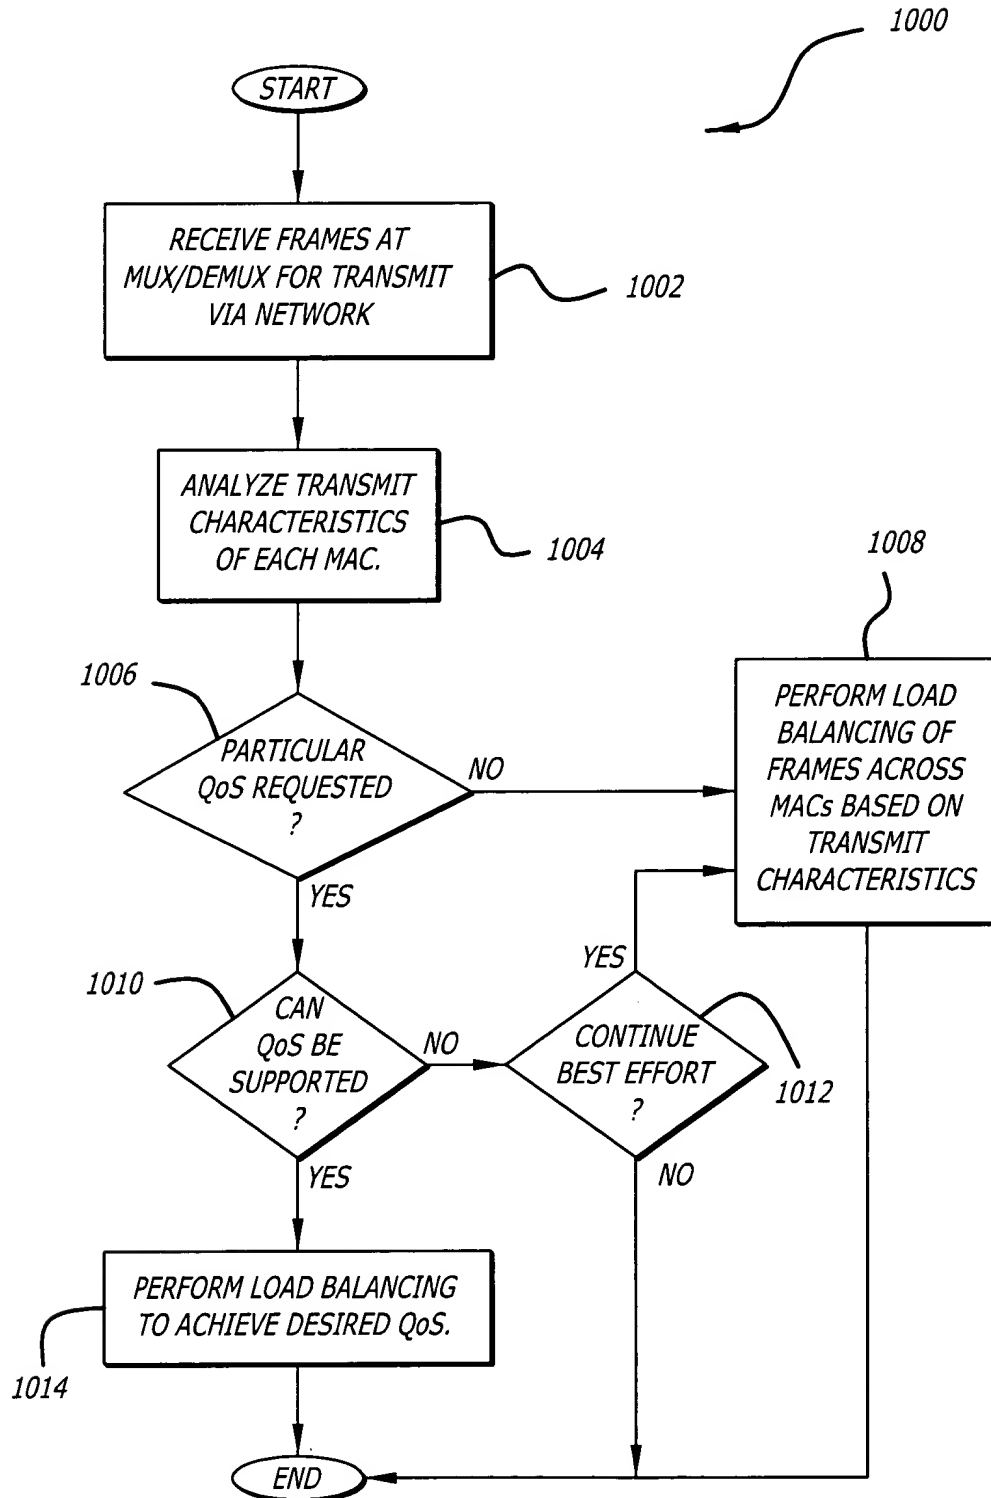 1000
START
RECEIVE FRAMES AT
MUX/DEMUX FOR TRANSMIT
VIA NETWORK
1002
ANALYZE TRANSMIT
CHARACTERISTICS
OF EACH MAC.
1004
1008
1006
PARTICULAR
QoS REQUESTED
?
NO
YES
PERFORM LOAD
BALANCING OF
FRAMES ACROSS
MACs BASED ON
TRANSMIT
CHARACTERISTICS
1010
CAN
QoS BE
SUPPORTED
?
NO
YES
YES
CONTINUE
BEST EFFORT
?
1012
NO
PERFORM LOAD BALANCING
TO ACHIEVE DESIRED QoS.
1014
END